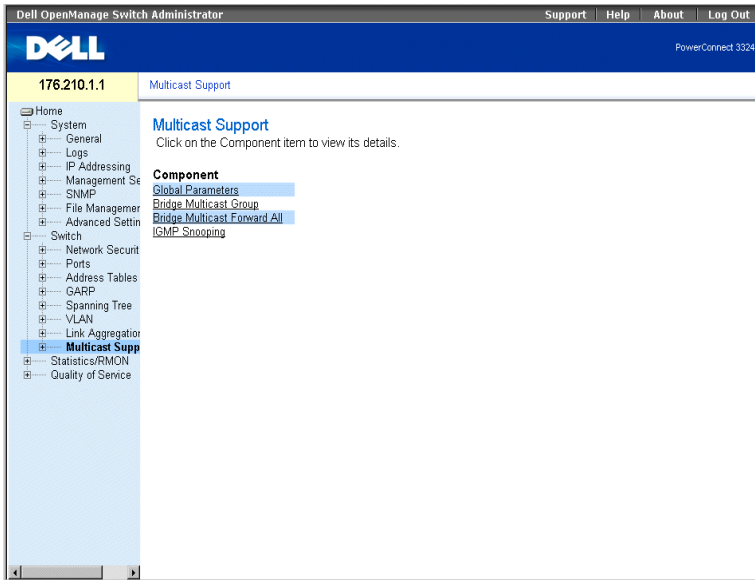 Dell OpenManage Switch Administrator
Support Help About Log Out
DELL
PowerConnect 3324
176.210.1.1
Multicast Support
Home
System
General
Logs
IP Addressing
Management Se
SNMP
File Managemer
Advanced Settin
Switch
Network Securit
Ports
Address Tables
GARP
Spanning Tree
VLAN
Link Aggregation
Multicast Supp
Statistics/RMON
Quality of Service
Multicast Support
Click on the Component item to view its details.
Component
Global Parameters
Bridge Multicast Group
Bridge Multicast Forward All
IGMP Snooping